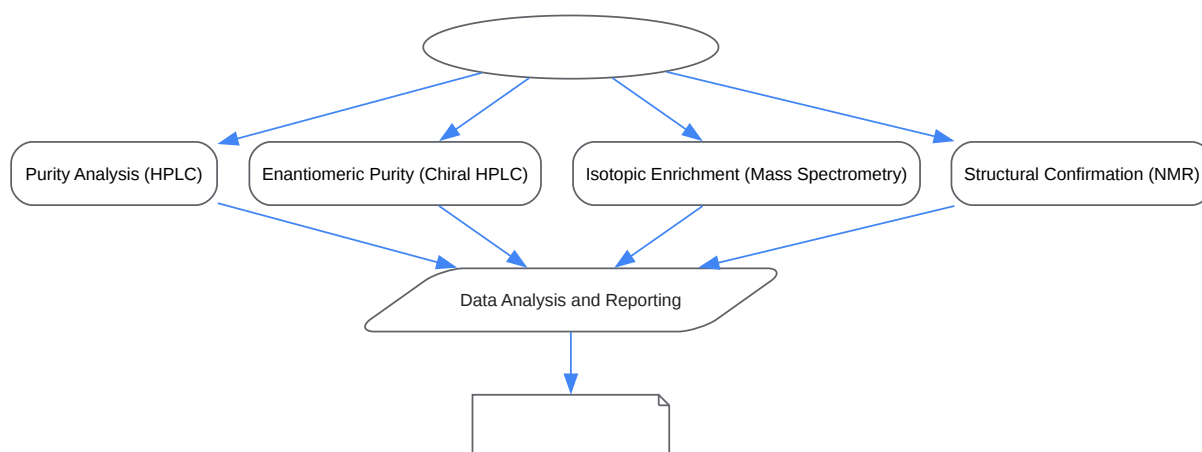 Purity Analysis (HPLC)
Enantiomeric Purity (Chiral HPLC)
Isotopic Enrichment (Mass Spectrometry)
Structural Confirmation (NMR)
Data Analysis and Reporting